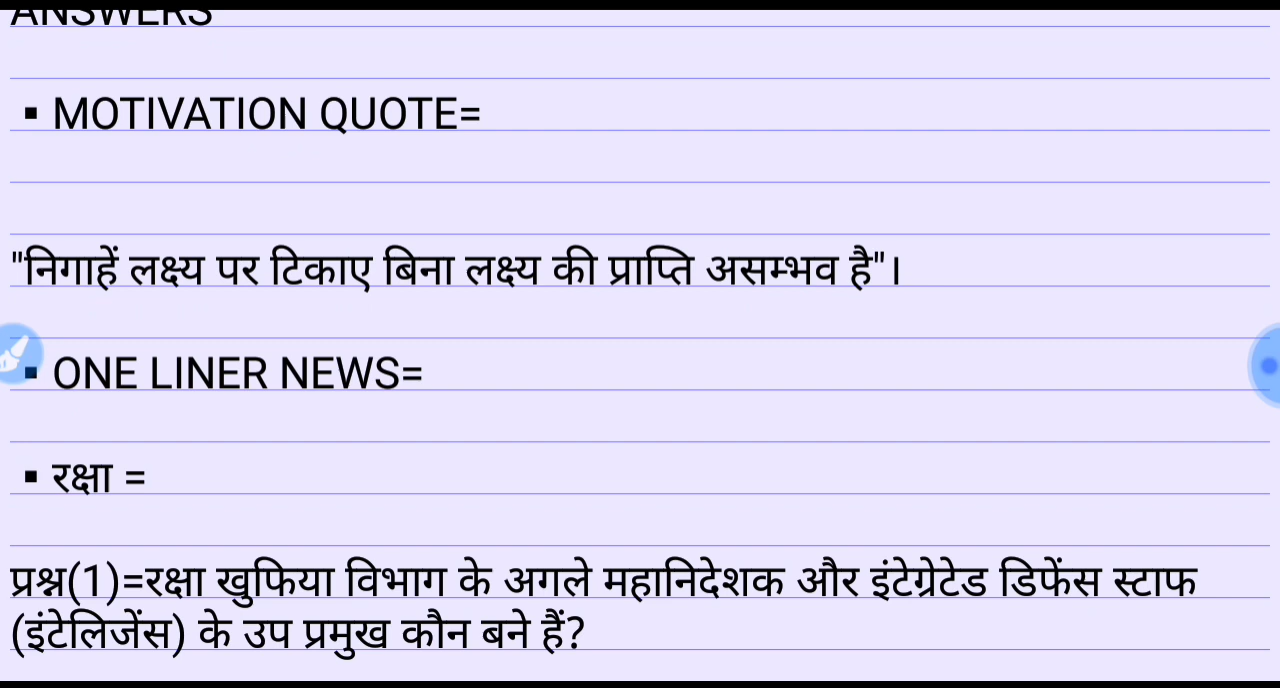 ANSWERS
▪ MOTIVATION QUOTE=
"निगाहें लक्ष्य पर टिकाए बिना लक्ष्य की प्राप्ति असम्भव है"।
▪ ONE LINER NEWS=
▪ रक्षा =
प्रश्न(1)=रक्षा खुफिया विभाग के अगले महानिदेशक और इंटेग्रेटेड डिफेंस स्टाफ
(इंटेलिजेंस) के उप प्रमुख कौन बने हैं?